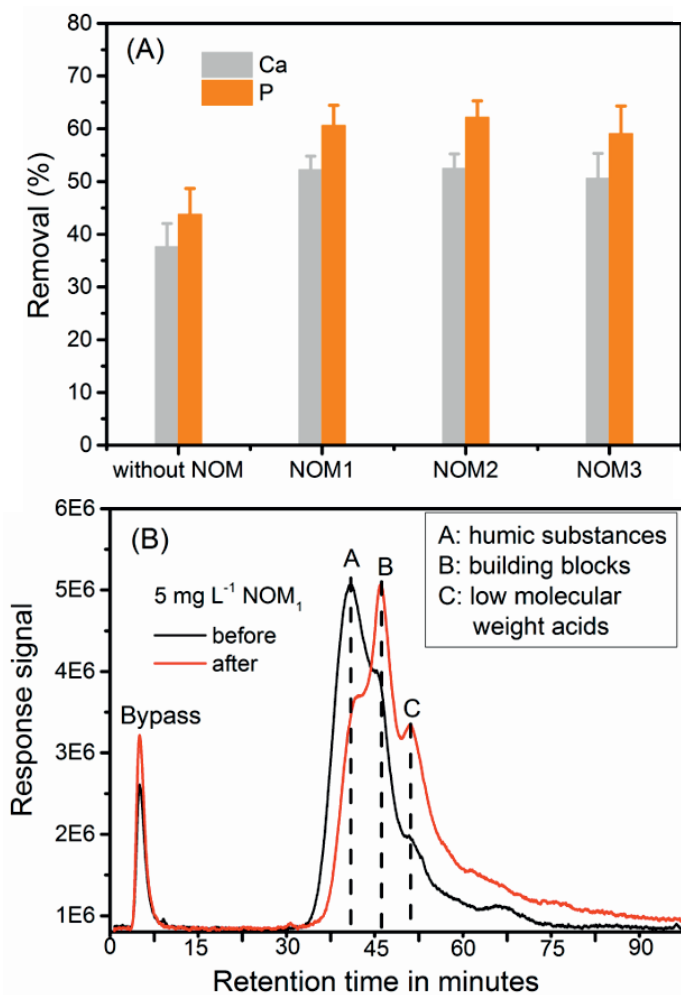 (A)
Ca
P
Removal (%)
80
70
60
50
40
30
20
10
0
without NOM NOM1 NOM2 NOM3
(B)
5 mg L⁻¹ NOM₁
before
after
A: humic substances
B: building blocks
C: low molecular
weight acids
Bypass
A
B
C
Response signal
6E6
5E6
4E6
3E6
2E6
1E6
0 15 30 45 60 75 90
Retention time in minutes